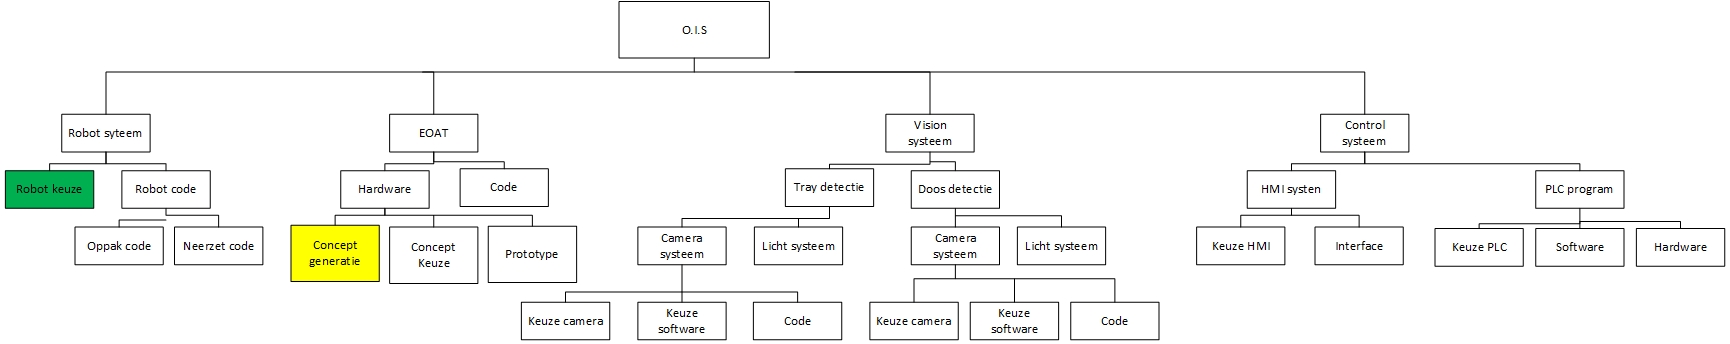 O.I.S
Robot syteem
EOAT
Vision
systeem
Control
systeem
Robot keuze
Robot code
Hardware
Code
Tray detectie
Doos detectie
HMI systen
PLC program
Oppak code
Neerzet code
Concept
generatie
Concept
Keuze
Prototype
Camera
systeem
Licht systeem
Camera
systeem
Licht systeem
Keuze HMI
Interface
Keuze PLC
Software
Hardware
Keuze camera
Keuze
software
Code
Keuze camera
Keuze
software
Code